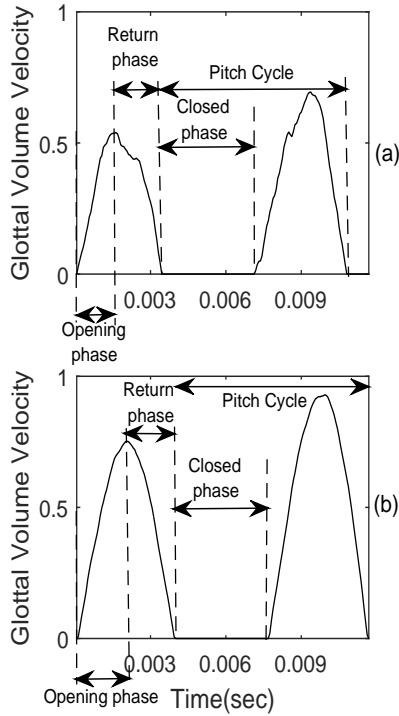 1
Return
phase
Pitch Cycle
Closed
phase
0.5
(a)
Glottal Volume Velocity
0
0.003
0.006
0.009
Opening
phase
1
Return
phase
Pitch Cycle
Closed
phase
0.5
(b)
Glottal Volume Velocity
0
0.003
0.006
0.009
Opening phase
Time(sec)